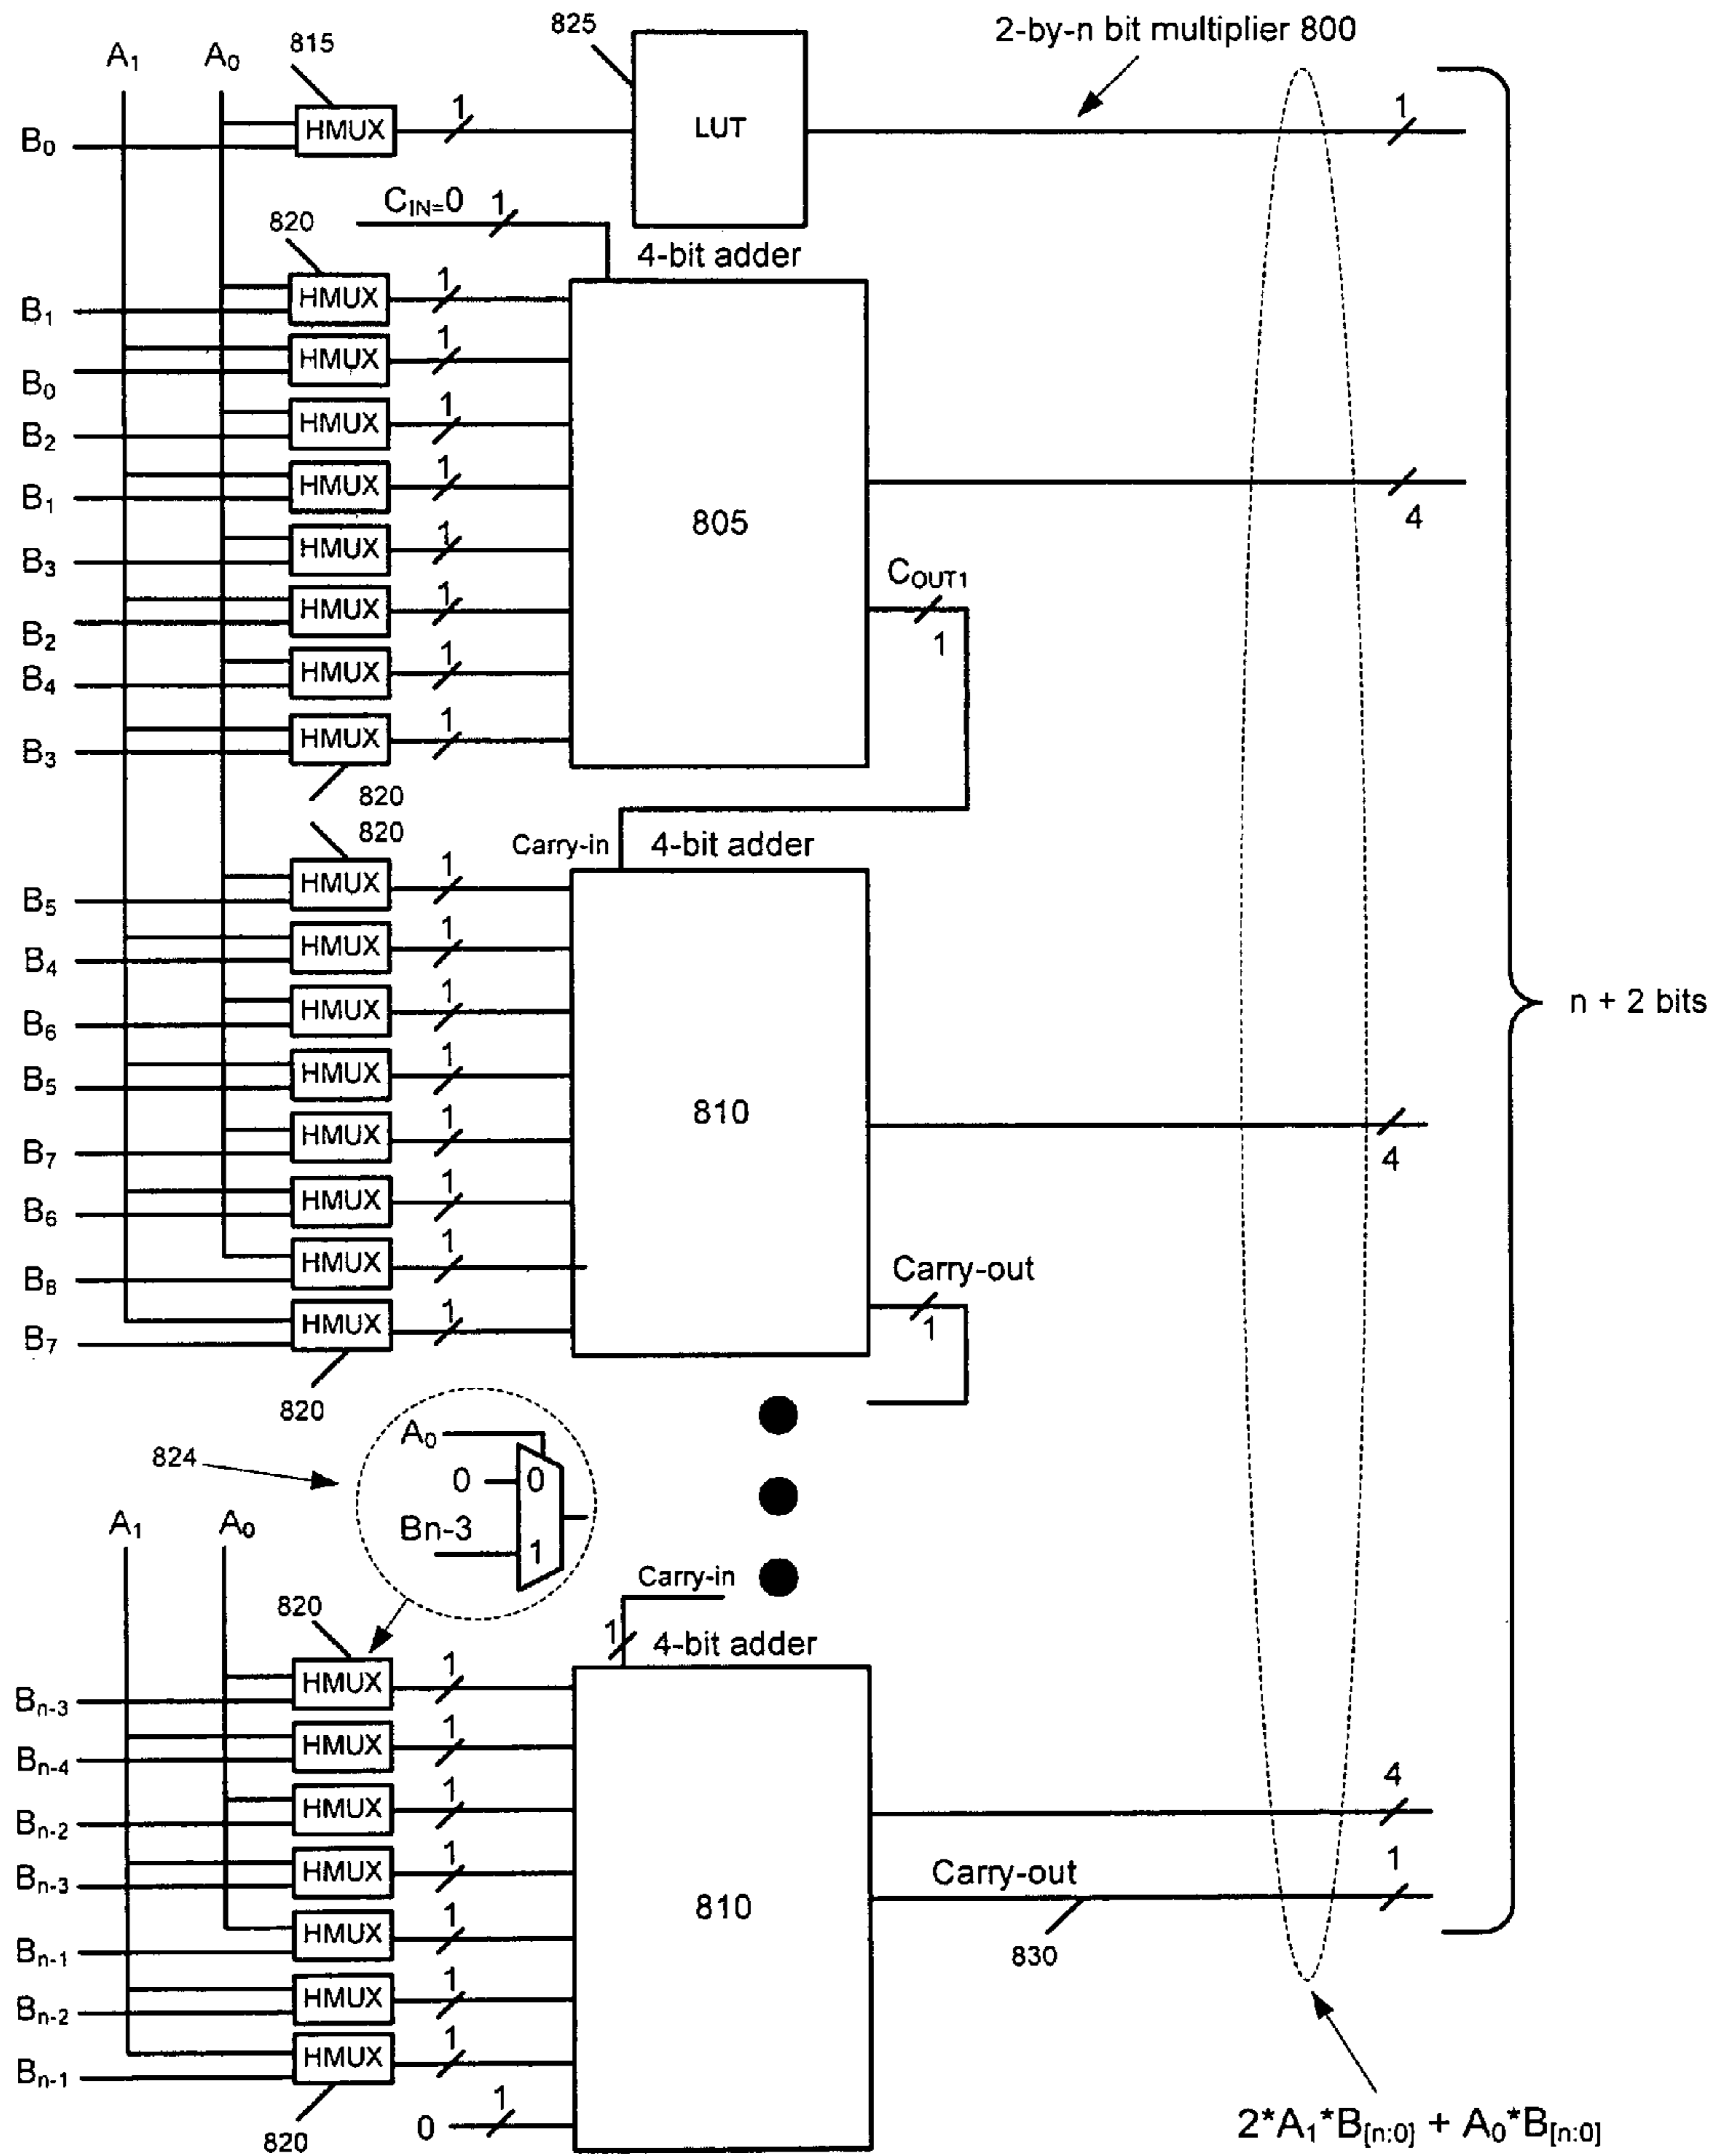 2-by-n bit multiplier 800
825
815
A₁ A₀
B₀ HMUX 1 LUT 1
C_IN=0 1
820
4-bit adder
B₁ HMUX 1
B₀ HMUX 1
B₂ HMUX 1
B₁ HMUX 1
805
4
B₃ HMUX 1
C_OUT1
1
B₂ HMUX 1
B₄ HMUX 1
B₃ HMUX 1
820
820
Carry-in 4-bit adder
B₅ HMUX 1
B₄ HMUX 1
B₆ HMUX 1
n + 2 bits
B₅ HMUX 1
810
4
B₇ HMUX 1
B₆ HMUX 1
B₈ HMUX 1
Carry-out
1
B₇ HMUX 1
820
824
A₀
0 0
Bn-3
1
A₁ A₀
Carry-in
820
1
4-bit adder
Bₙ₋₃ HMUX 1
Bₙ₋₄ HMUX 1
Bₙ₋₂ HMUX 1
4
Bₙ₋₃ HMUX 1
Carry-out
1
810
830
Bₙ₋₁ HMUX 1
Bₙ₋₂ HMUX 1
Bₙ₋₁ HMUX 1
0 1
820
2*A₁*B[n:0] + A₀*B[n:0]